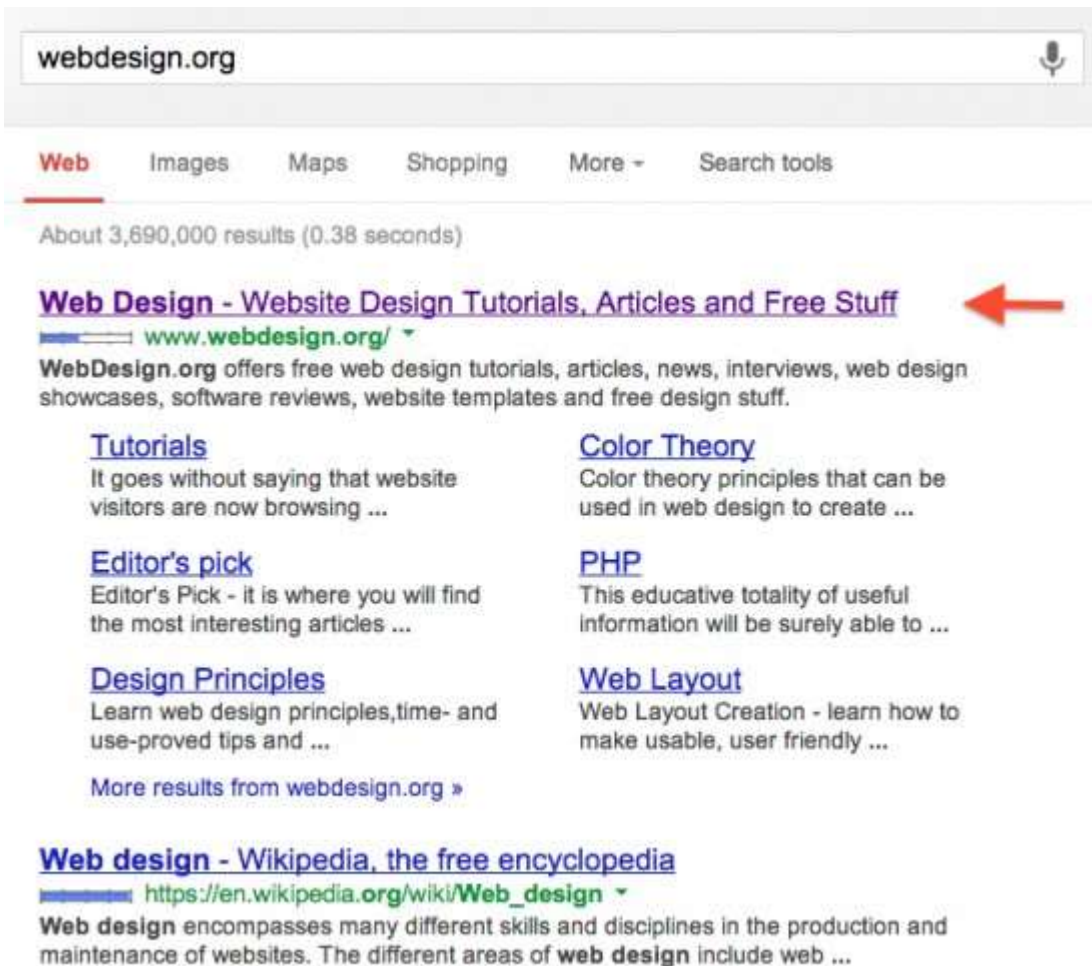 webdesign.org
Web Images Maps Shopping More Search tools
About 3,690,000 results (0.38 seconds)
Web Design - Website Design Tutorials, Articles and Free Stuff
www.webdesign.org/
WebDesign.org offers free web design tutorials, articles, news, interviews, web design
showcases, software reviews, website templates and free design stuff.
Tutorials
It goes without saying that website
visitors are now browsing ...
Color Theory
Color theory principles that can be
used in web design to create ...
Editor's pick
Editor's Pick - it is where you will find
the most interesting articles ...
PHP
This educative totality of useful
information will be surely able to ...
Design Principles
Learn web design principles,time- and
use-proved tips and ...
Web Layout
Web Layout Creation - learn how to
make usable, user friendly ...
More results from webdesign.org »
Web design - Wikipedia, the free encyclopedia
https://en.wikipedia.org/wiki/Web_design
Web design encompasses many different skills and disciplines in the production and
maintenance of websites. The different areas of web design include web ...